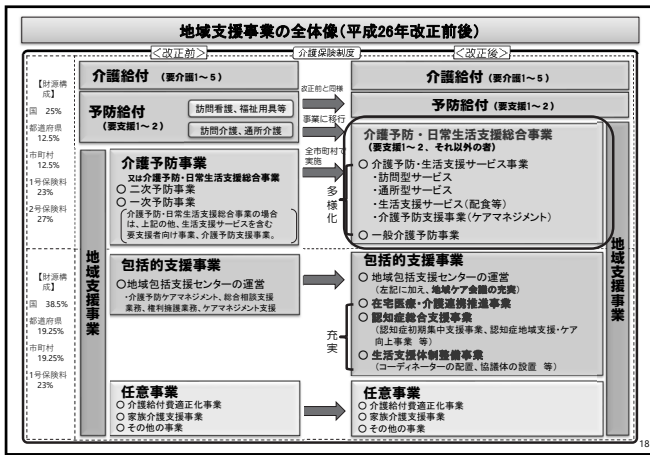 地域支援事業の全体像（平成26年改正前後）
＜改正前＞
介護保険制度
＜改正後＞
【財源構成】
国　25%
都道府県
12.5%
市町村
12.5%
1号保険料
23%
2号保険料
27%
介護給付（要介護1～5）
予防給付
（要支援1～2）
訪問看護、福祉用具等
訪問介護、通所介護
改正前と同様
事業に移行
全市町村で
実施
介護給付（要介護1～5）
予防給付（要支援1～2）
地域支援事業
介護予防事業
又は介護予防・日常生活支援総合事業
○ 二次予防事業
○ 一次予防事業
介護予防・日常生活支援総合事業の場合
は、上記の他、生活支援サービスを含む
要支援者向け事業、介護予防支援事業。
多様化
介護予防・日常生活支援総合事業
（要支援1～2、それ以外の者）
○ 介護予防・生活支援サービス事業
・訪問型サービス
・通所型サービス
・生活支援サービス（配食等）
・介護予防支援事業（ケアマネジメント）
○ 一般介護予防事業
地域支援事業
【財源構成】
国　38.5%
都道府県
19.25%
市町村
19.25%
1号保険料
23%
包括的支援事業
○地域包括支援センターの運営
・介護予防ケアマネジメント、総合相談支援
業務、権利擁護業務、ケアマネジメント支援
充実
包括的支援事業
○ 地域包括支援センターの運営
（左記に加え、地域ケア会議の充実）
○ 在宅医療・介護連携推進事業
○ 認知症総合支援事業
（認知症初期集中支援事業、認知症地域支援・ケア
向上事業 等）
○ 生活支援体制整備事業
（コーディネーターの配置、協議体の設置 等）
任意事業
○ 介護給付費適正化事業
○ 家族介護支援事業
○ その他の事業
任意事業
○ 介護給付費適正化事業
○ 家族介護支援事業
○ その他の事業
18